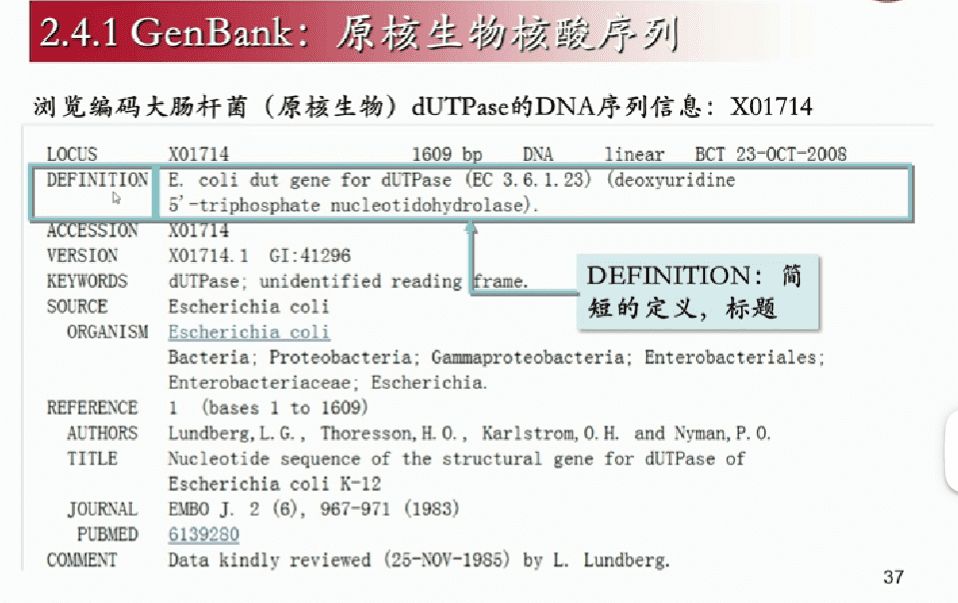 2.4.1 GenBank：原核生物核酸序列
浏览编码大肠杆菌（原核生物）dUTPase的DNA序列信息：X01714
LOCUS X01714 1609 bp DNA linear BCT 23-OCT-2008
DEFINITION E. coli dut gene for dUTPase (EC 3.6.1.23) (deoxyuridine
5'-triphosphate nucleotidohydrolase).
ACCESSION X01714
VERSION X01714.1 GI:41296
KEYWORDS dUTPase; unidentified reading frame.
SOURCE Escherichia coli
ORGANISM Escherichia coli
Bacteria; Proteobacteria; Gammaproteobacteria; Enterobacteriales;
Enterobacteriaceae; Escherichia.
DEFINITION：简
短的定义，标题
REFERENCE 1 (bases 1 to 1609)
AUTHORS Lundberg,L.G., Thoresson,H.O., Karlstrom,O.H. and Nyman,P.O.
TITLE Nucleotide sequence of the structural gene for dUTPase of
Escherichia coli K-12
JOURNAL EMBO J. 2 (6), 967-971 (1983)
PUBMED 6139280
COMMENT Data kindly reviewed (25-NOV-1985) by L. Lundberg.
37